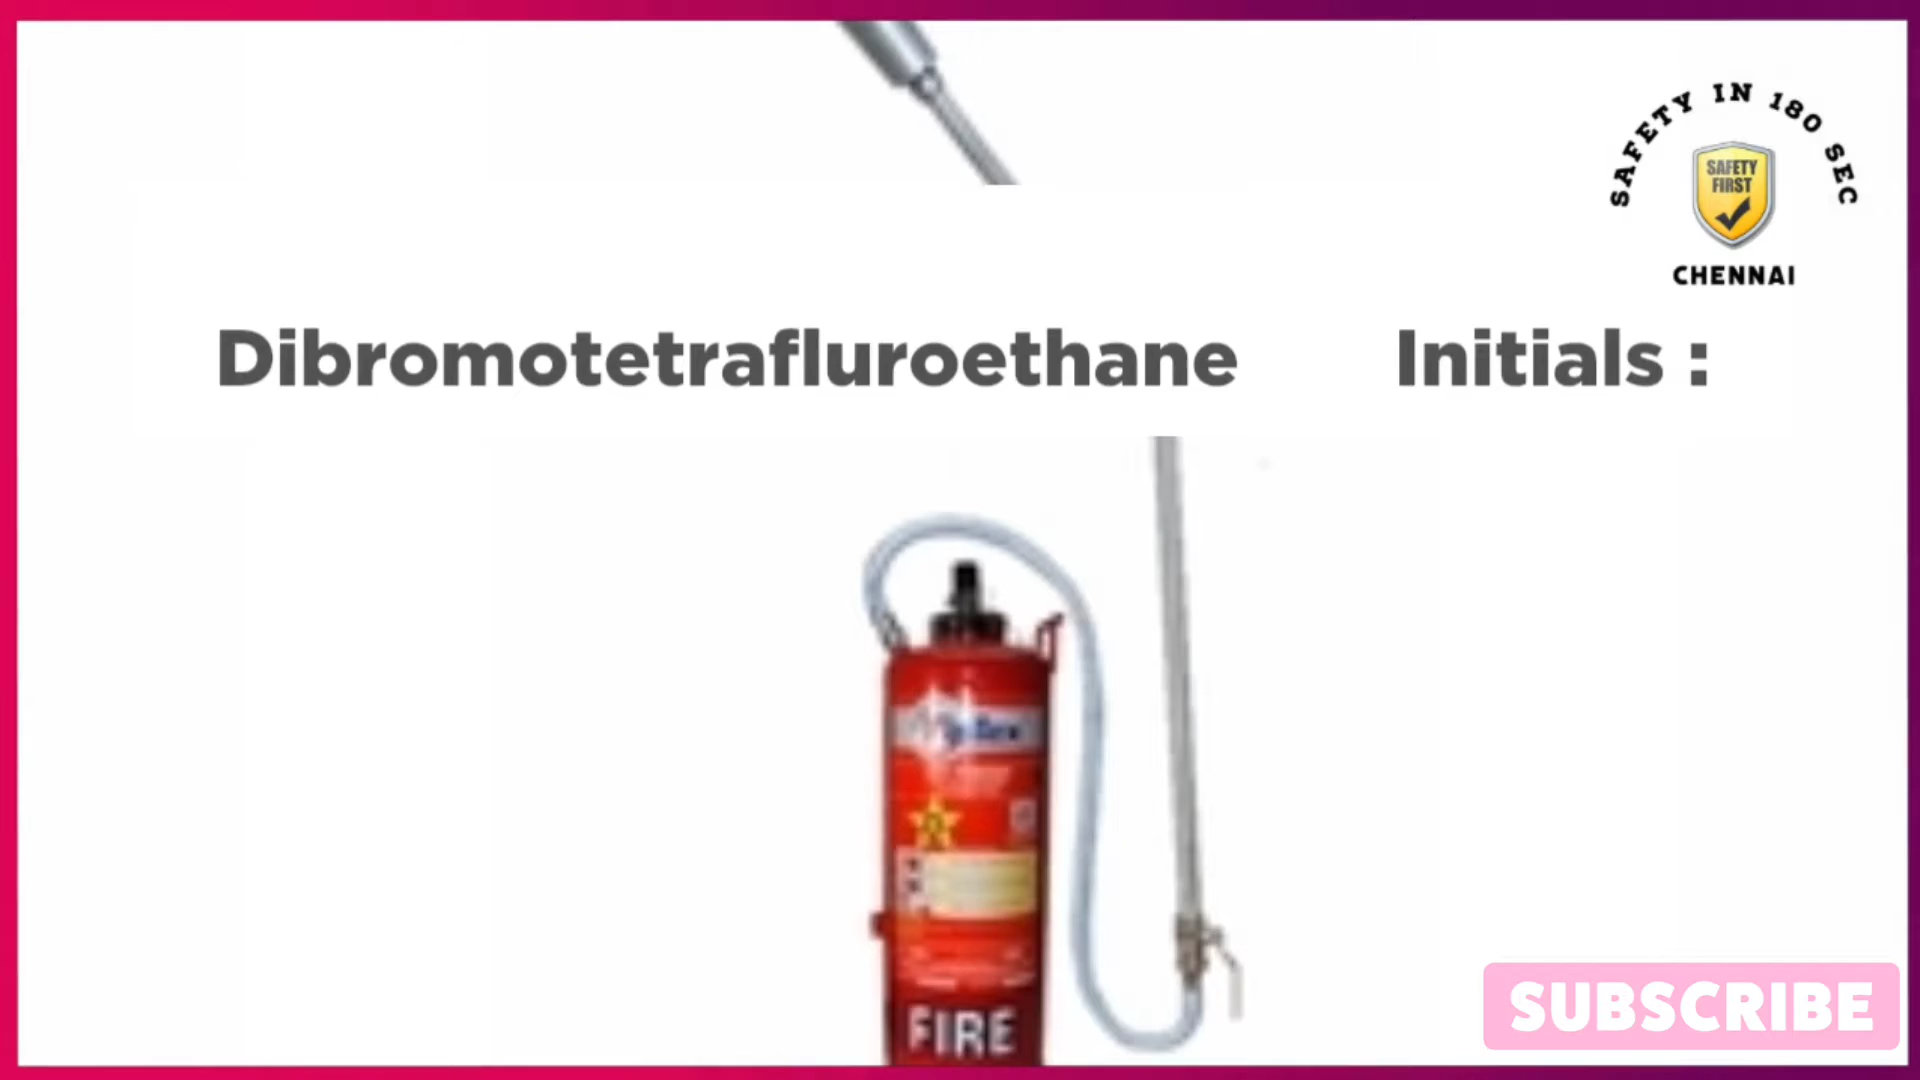 SAFETY IN 180 SEC
SAFETY
FIRST
CHENNAI
Dibromotetrafluroethane Initials :
FIRE
SUBSCRIBE